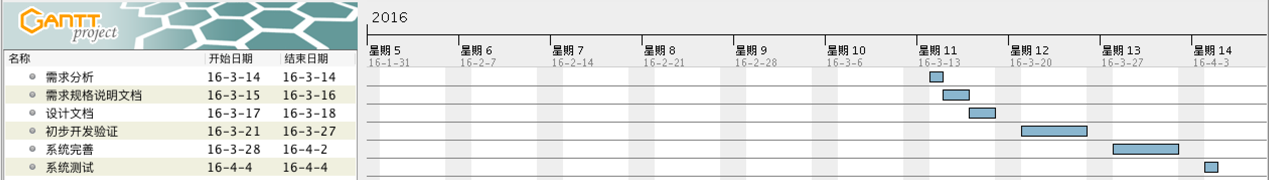 GANTT project
2016
星期 5 星期 6 星期 7 星期 8 星期 9 星期 10 星期 11 星期 12 星期 13 星期 14
16-1-31 16-2-7 16-2-14 16-2-21 16-2-28 16-3-6 16-3-13 16-3-20 16-3-27 16-4-3
名称 开始日期 结束日期
需求分析 16-3-14 16-3-14
需求规格说明文档 16-3-15 16-3-16
设计文档 16-3-17 16-3-18
初步开发验证 16-3-21 16-3-27
系统完善 16-3-28 16-4-2
系统测试 16-4-4 16-4-4